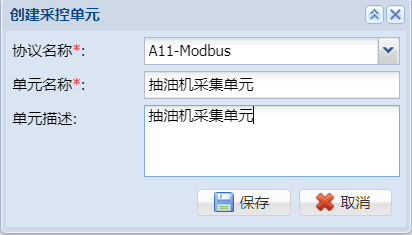 创建采控单元
协议名称*: A11-Modbus
单元名称*: 抽油机采集单元
单元描述: 抽油机采集单元
保存 取消